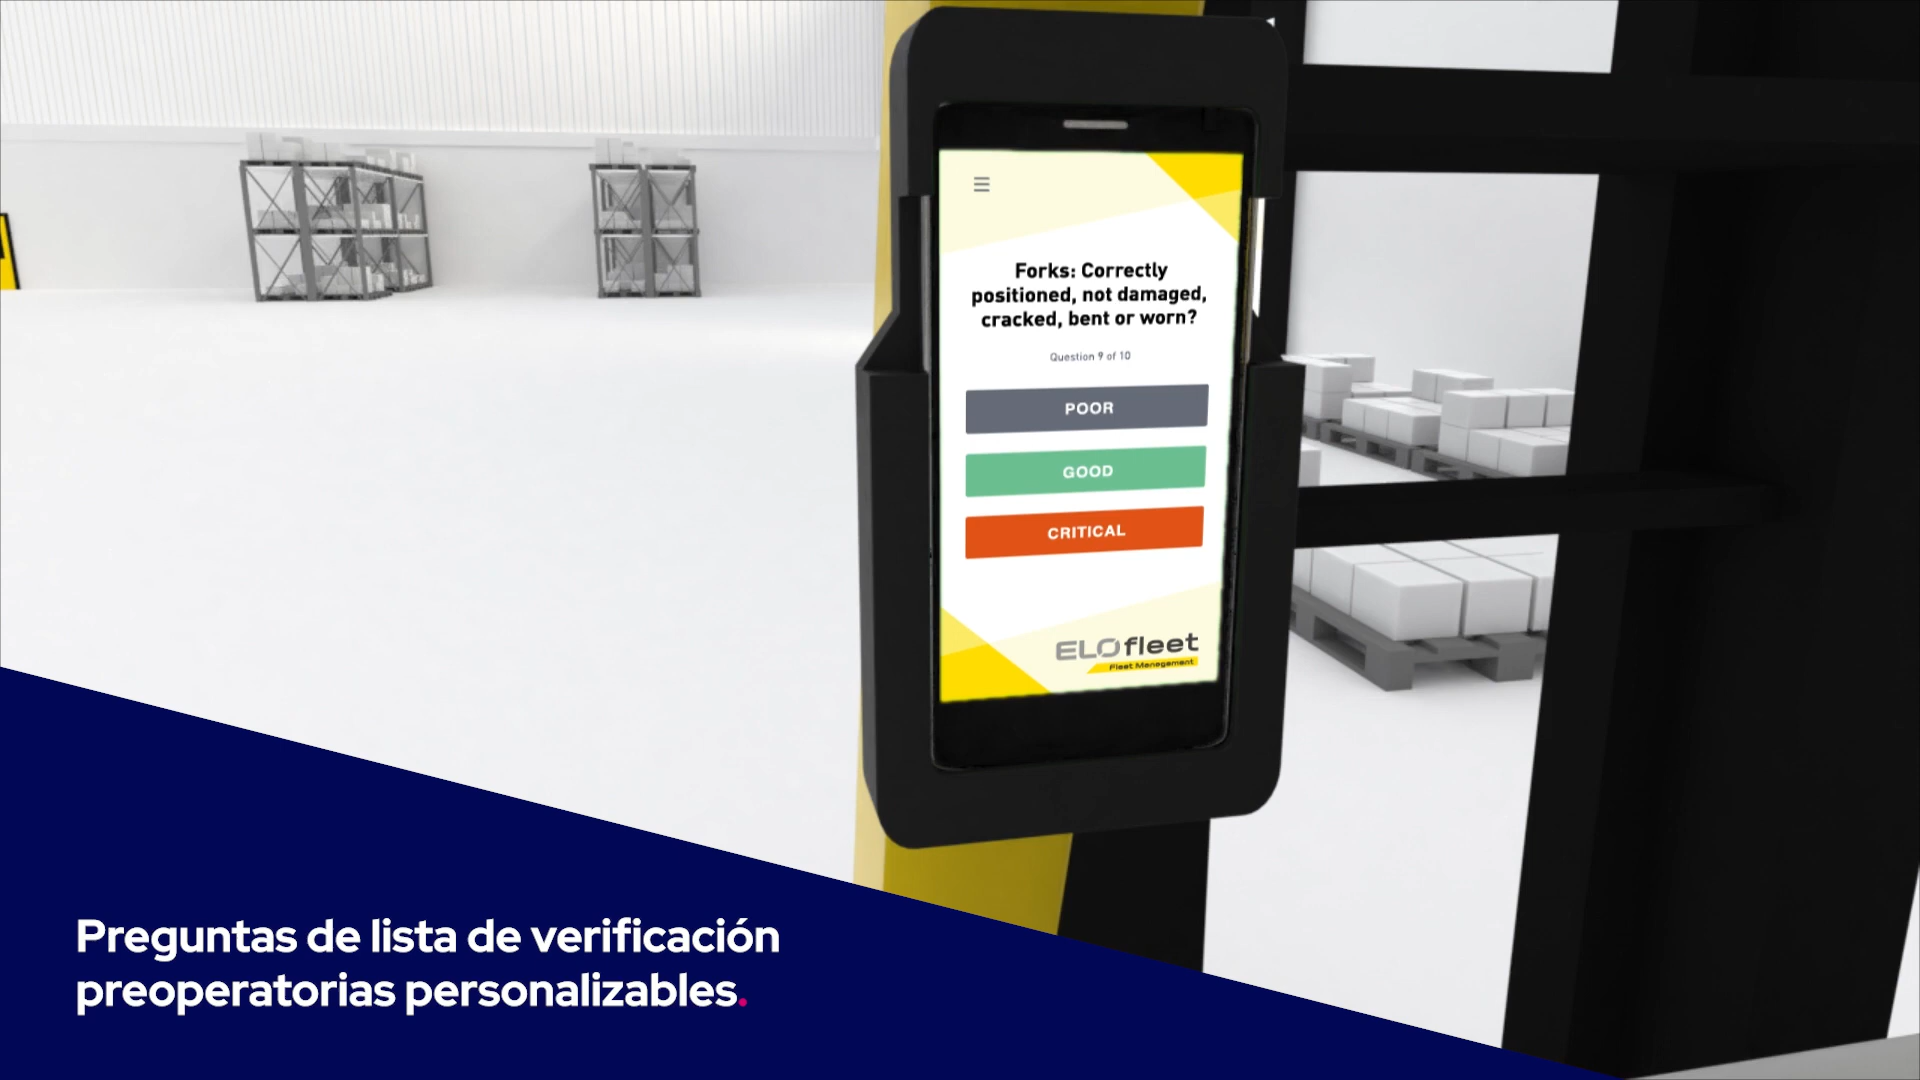 Forks: Correctly
positioned, not damaged,
cracked, bent or worn?
Question 9 of 10
POOR
GOOD
CRITICAL
ELOfleet
Fleet Management
Preguntas de lista de verificación
preoperatorias personalizables.